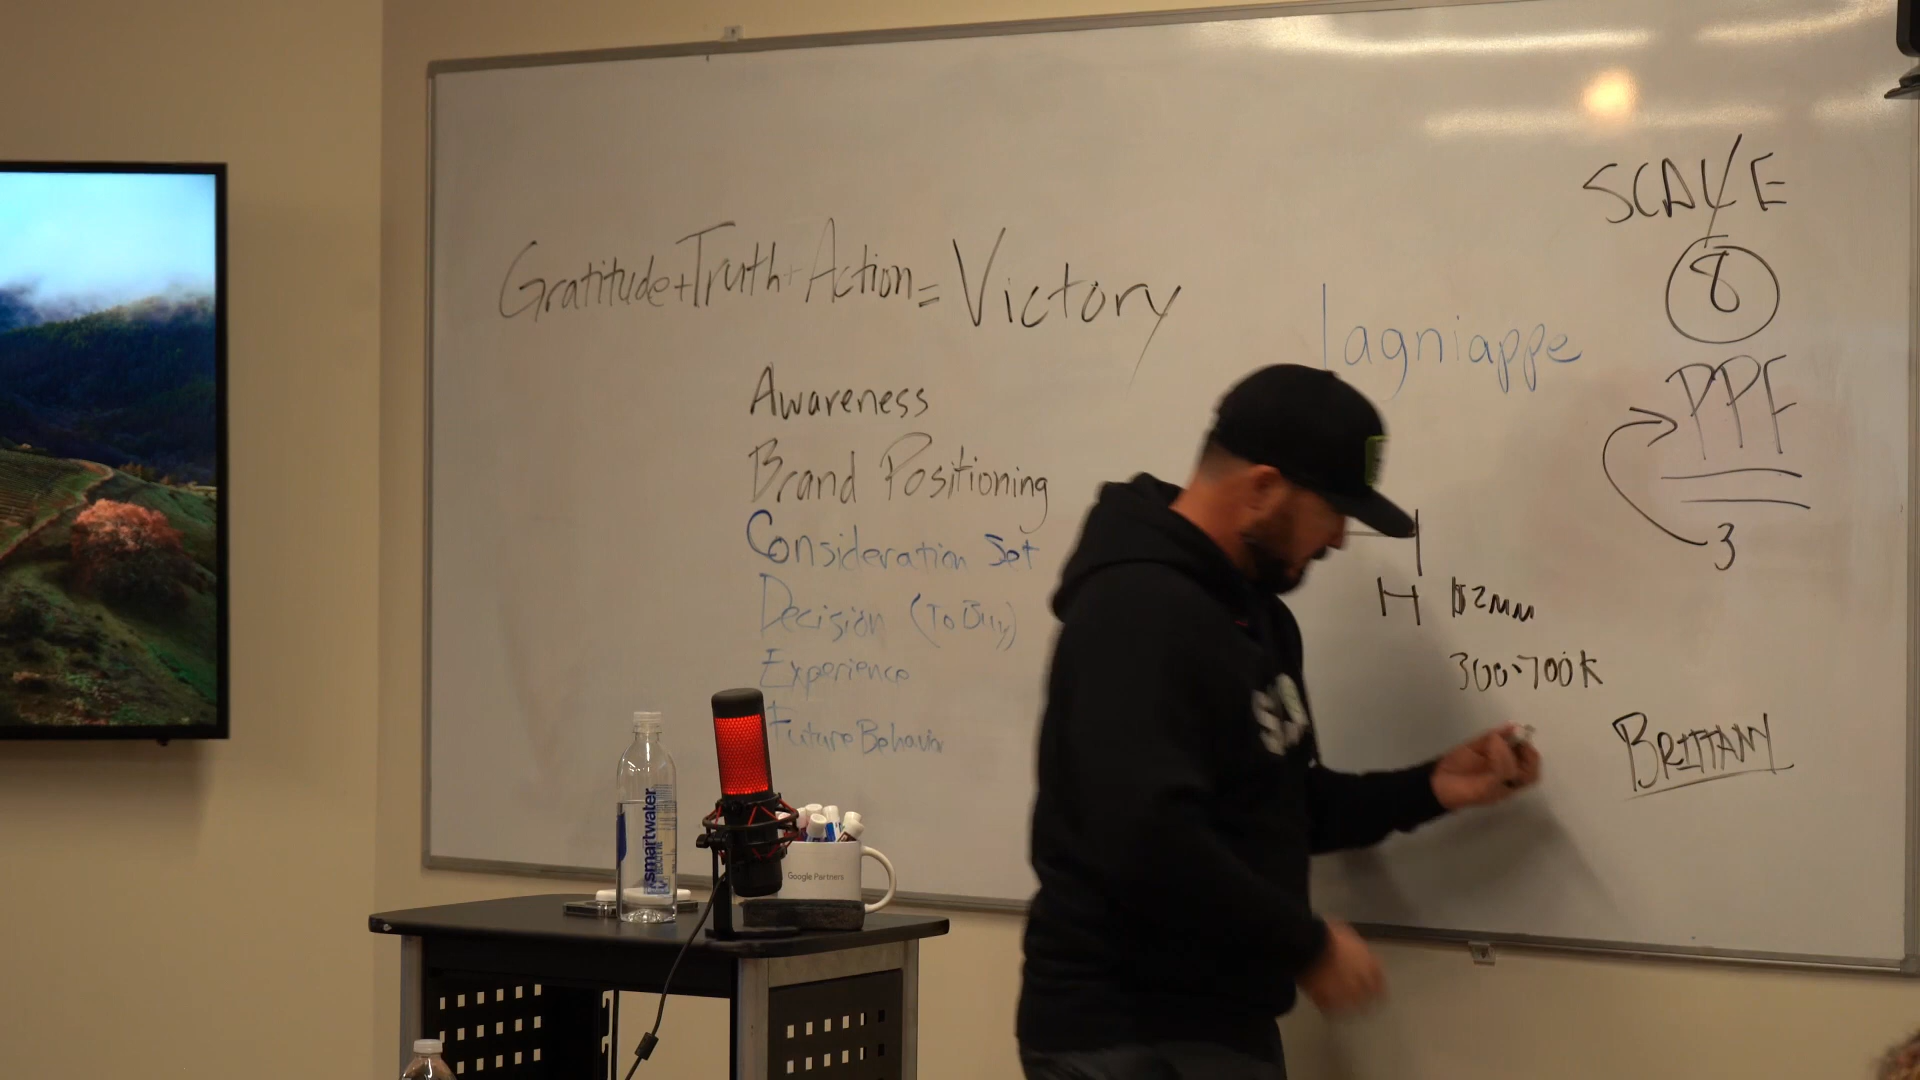 Gratitude+Truth+Action=Victory
Awareness
Brand Positioning
Consideration Set
Decision (To Buy)
Experience
Future Behavior
lagniappe
SCALE
8
PPF
3
300-700K
BRITTANY
smartwater
Google Partners